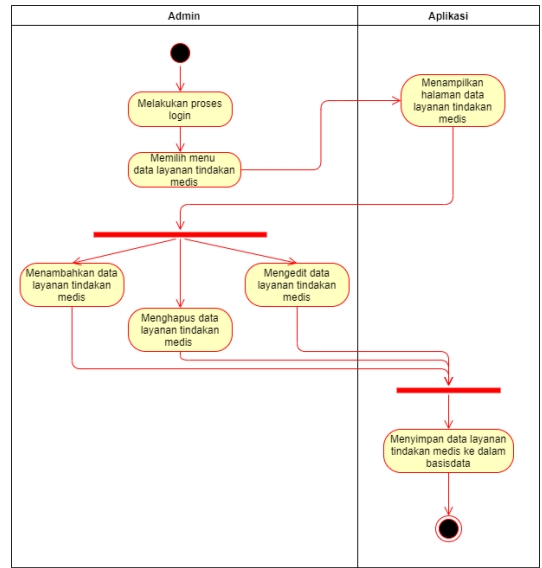 Admin
Aplikasi
Melakukan proses
login
Memilih menu
data layanan tindakan
medis
Menampilkan
halaman data
layanan tindakan
medis
Menambahkan data
layanan tindakan
medis
Menghapus data
layanan tindakan
medis
Mengedit data
layanan tindakan
medis
Menyimpan data layanan
tindakan medis ke dalam
basisdata